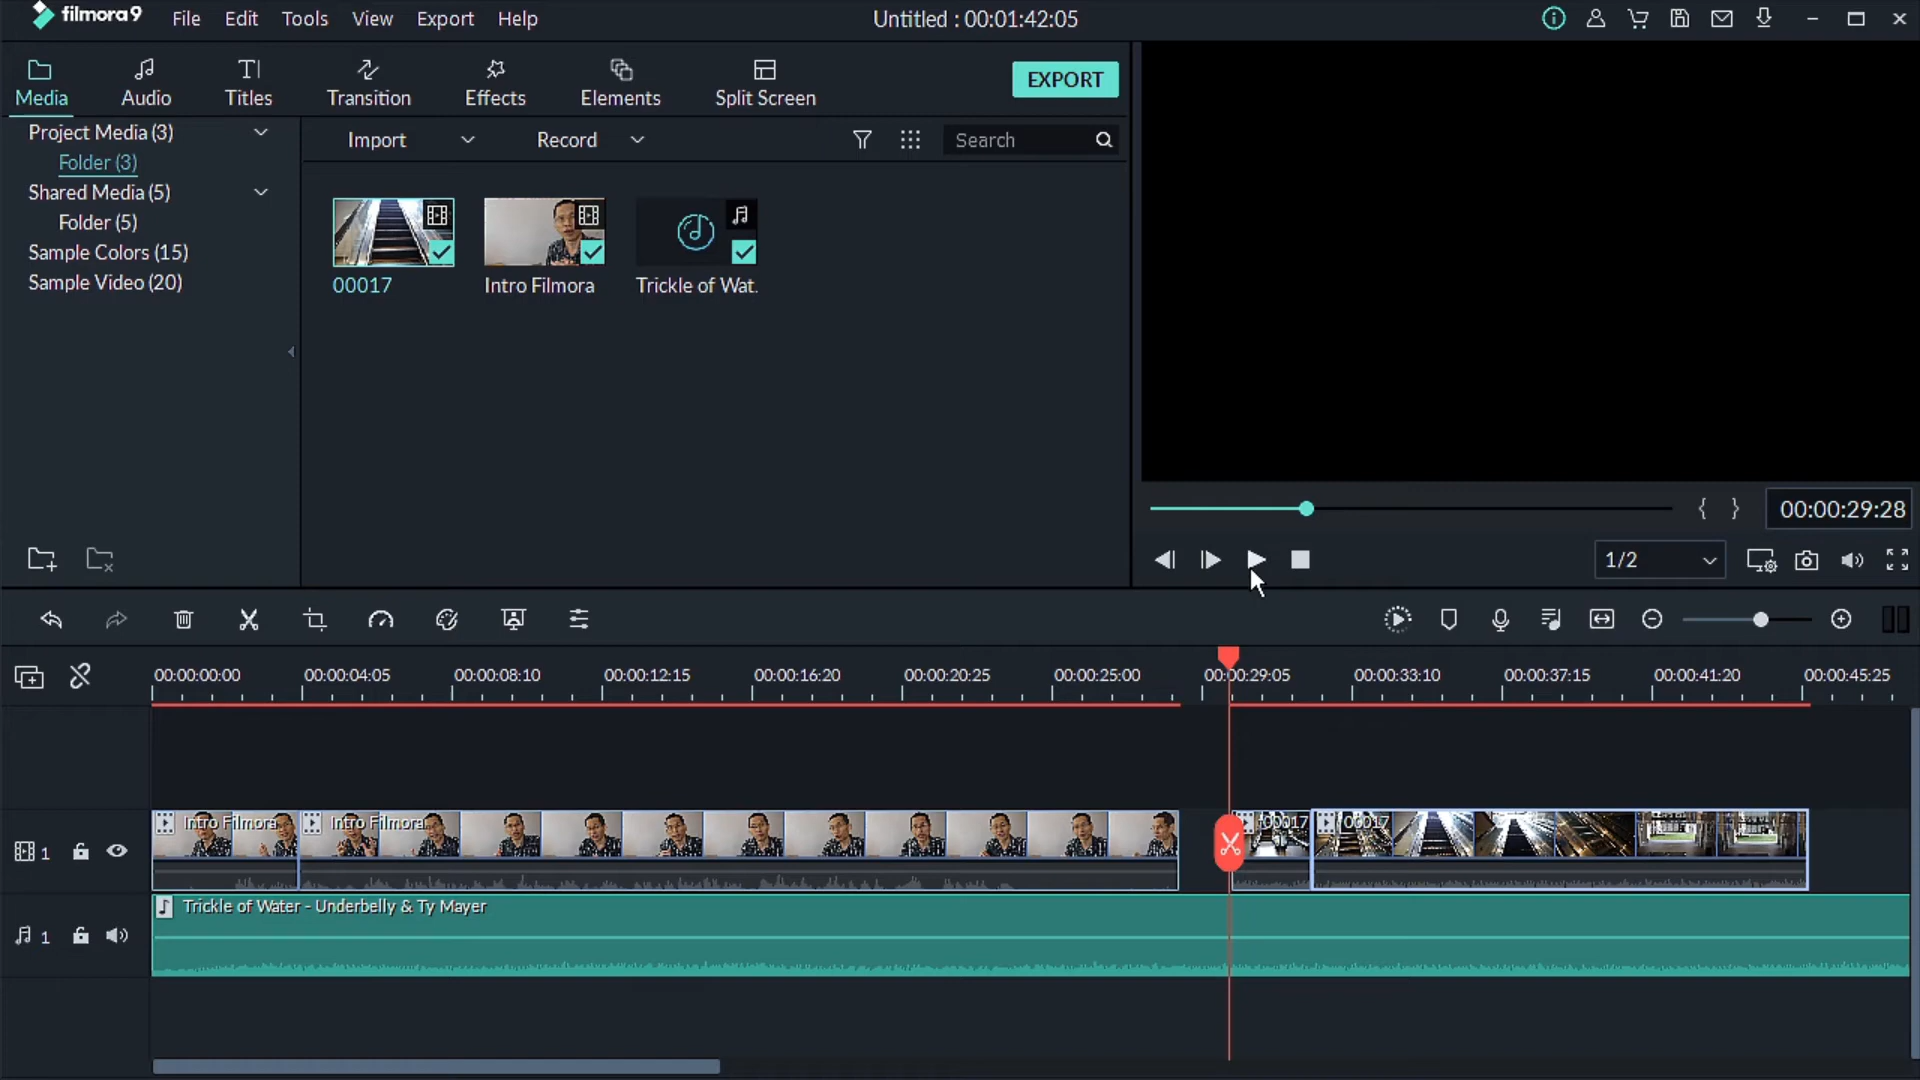 filmora9 File Edit Tools View Export Help Untitled : 00:01:42:05
Media Audio Titles Transition Effects Elements Split Screen EXPORT
Project Media (3)
Folder (3)
Shared Media (5)
Folder (5)
Sample Colors (15)
Sample Video (20)
Import Record Search
00017 Intro Filmora Trickle of Wat.
00:00:29:28
1/2
00:00:00:00 00:00:04:05 00:00:08:10 00:00:12:15 00:00:16:20 00:00:20:25 00:00:25:00 00:00:29:05 00:00:33:10 00:00:37:15 00:00:41:20 00:00:45:25
1 Intro Filmora Intro Filmora 00017 00017
Trickle of Water - Underbelly & Ty Mayer
1